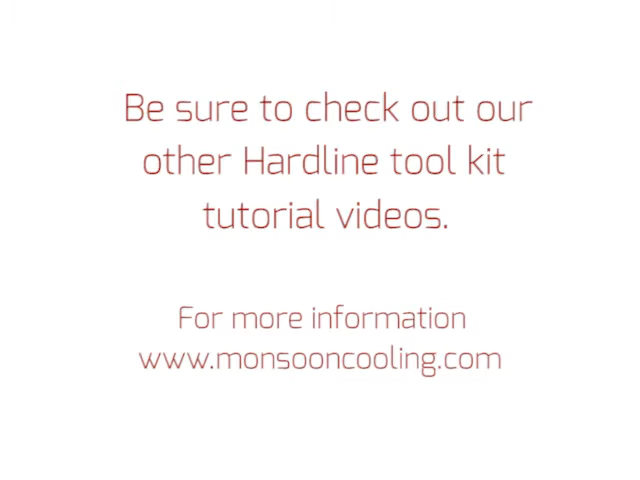 Be sure to check out our
other Hardline tool kit
tutorial videos.
For more information
www.monsooncooling.com